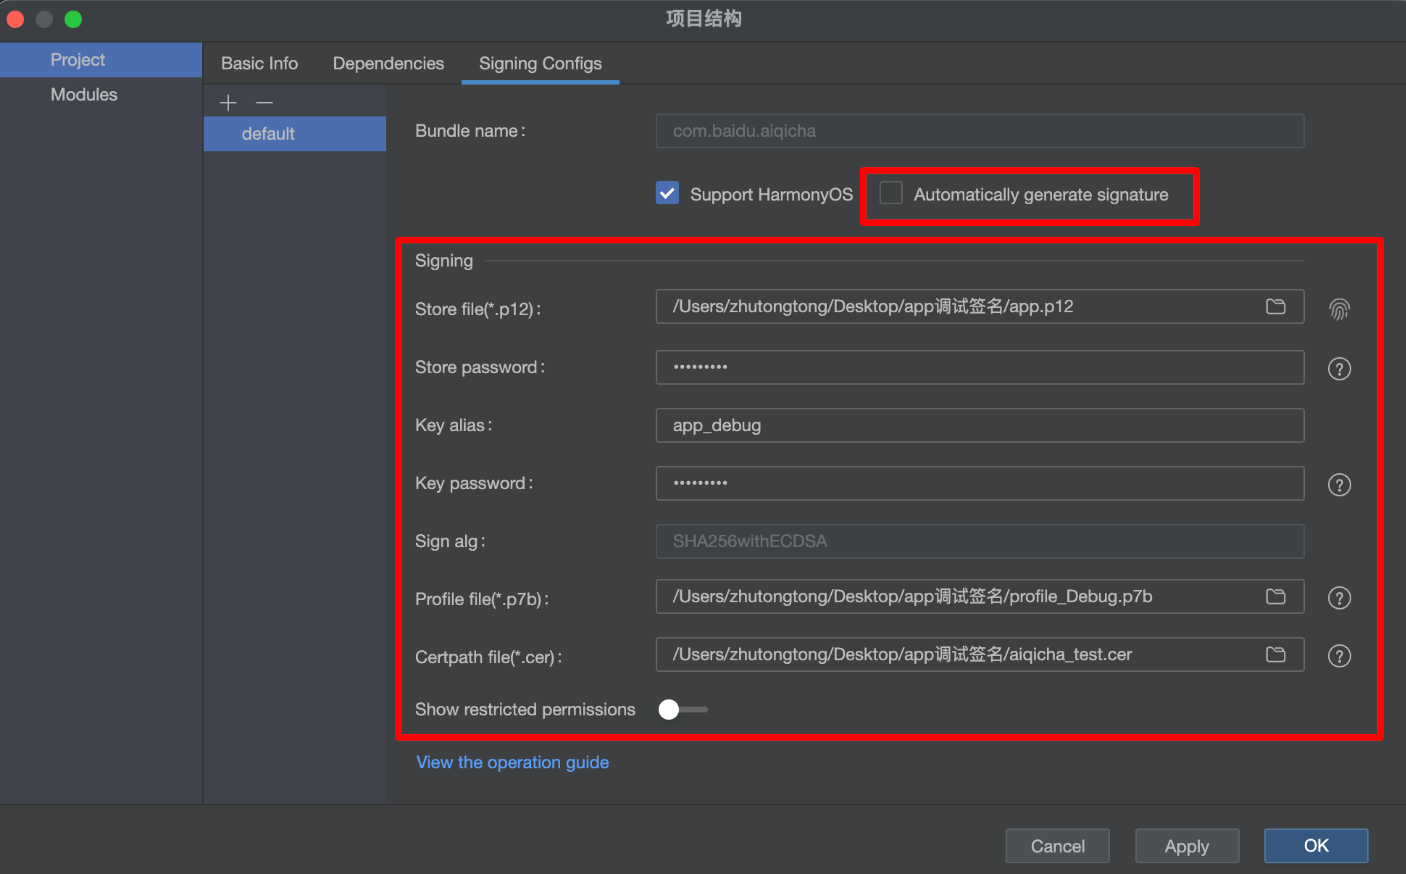 项目结构
Project
Modules
Basic Info
Dependencies
Signing Configs
default
Bundle name:
com.baidu.aiqicha
Support HarmonyOS
Automatically generate signature
Signing
Store file(*.p12):
/Users/zhutongtong/Desktop/app调试签名/app.p12
Store password:
•••••••••
Key alias:
app_debug
Key password:
•••••••••
Sign alg:
SHA256withECDSA
Profile file(*.p7b):
/Users/zhutongtong/Desktop/app调试签名/profile_Debug.p7b
Certpath file(*.cer):
/Users/zhutongtong/Desktop/app调试签名/aiqicha_test.cer
Show restricted permissions
View the operation guide
Cancel
Apply
OK